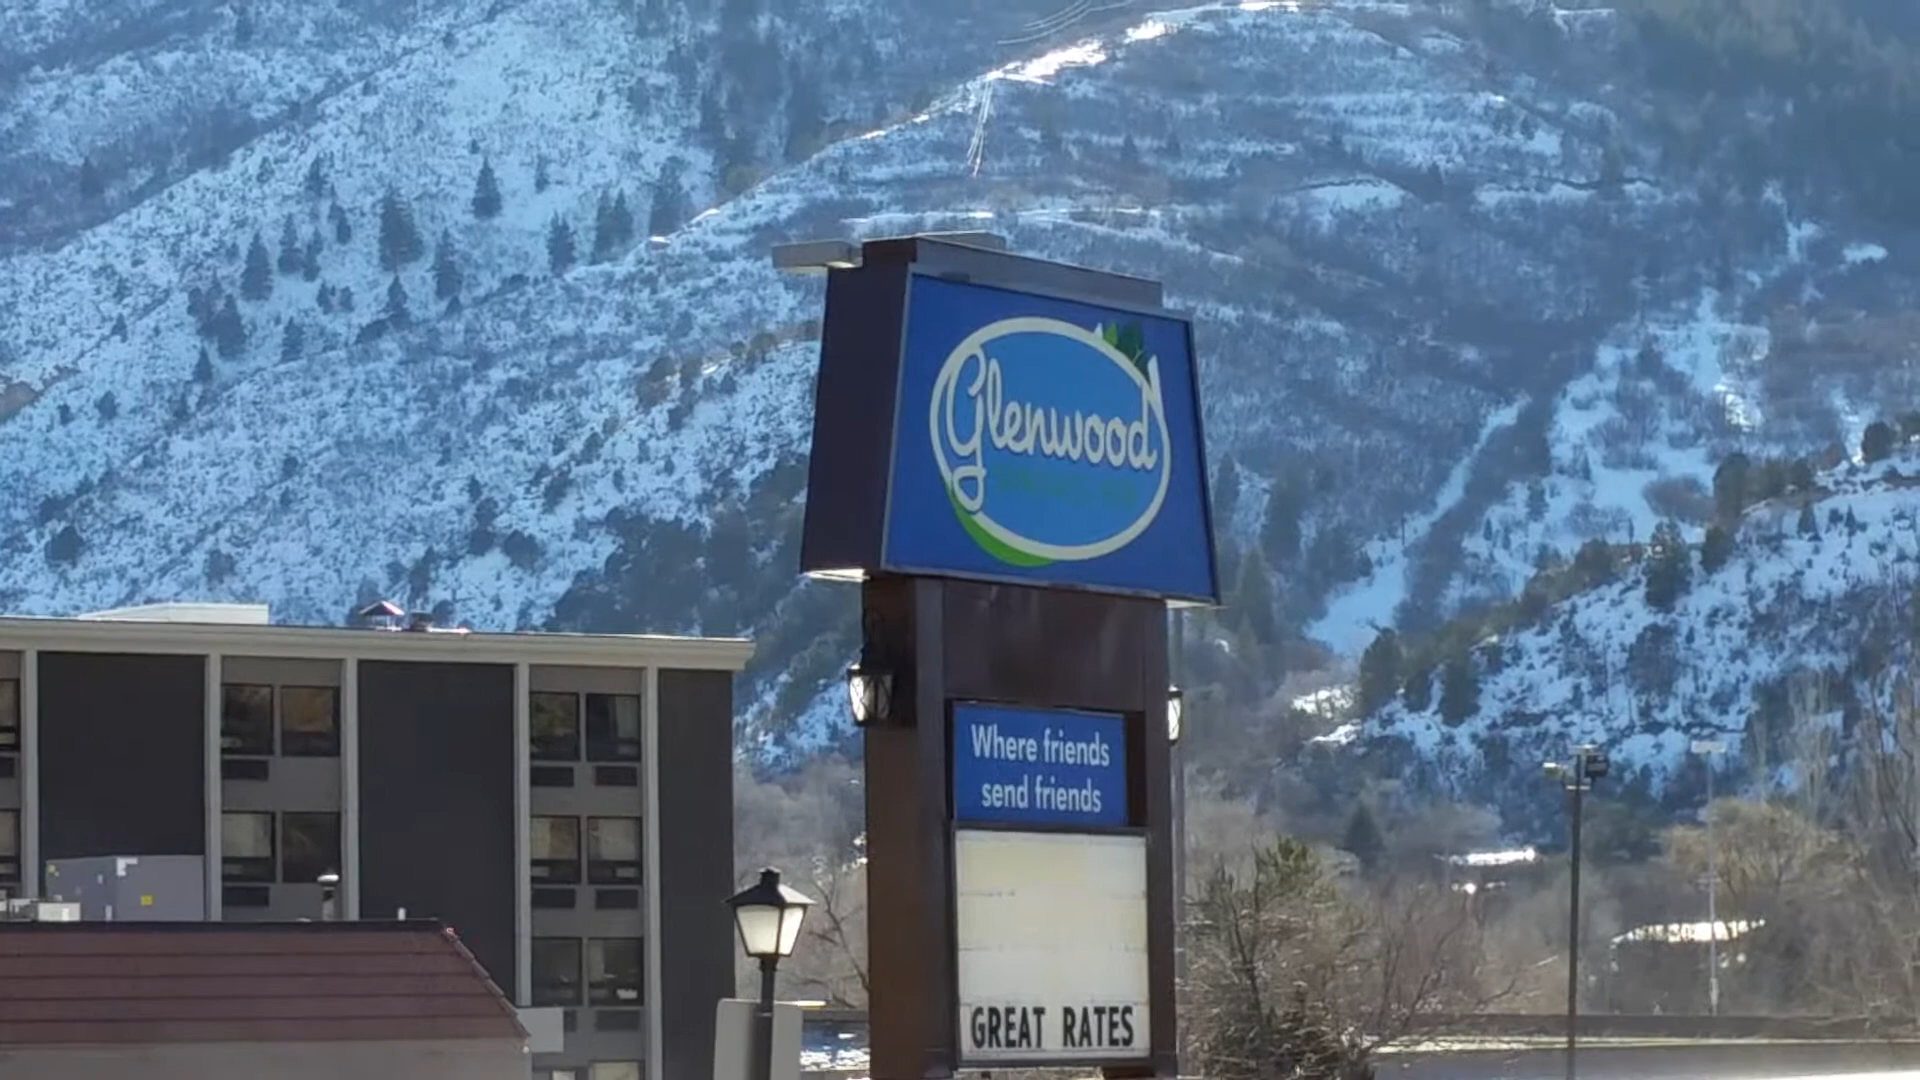 Glenwood
Where friends
send friends
GREAT RATES